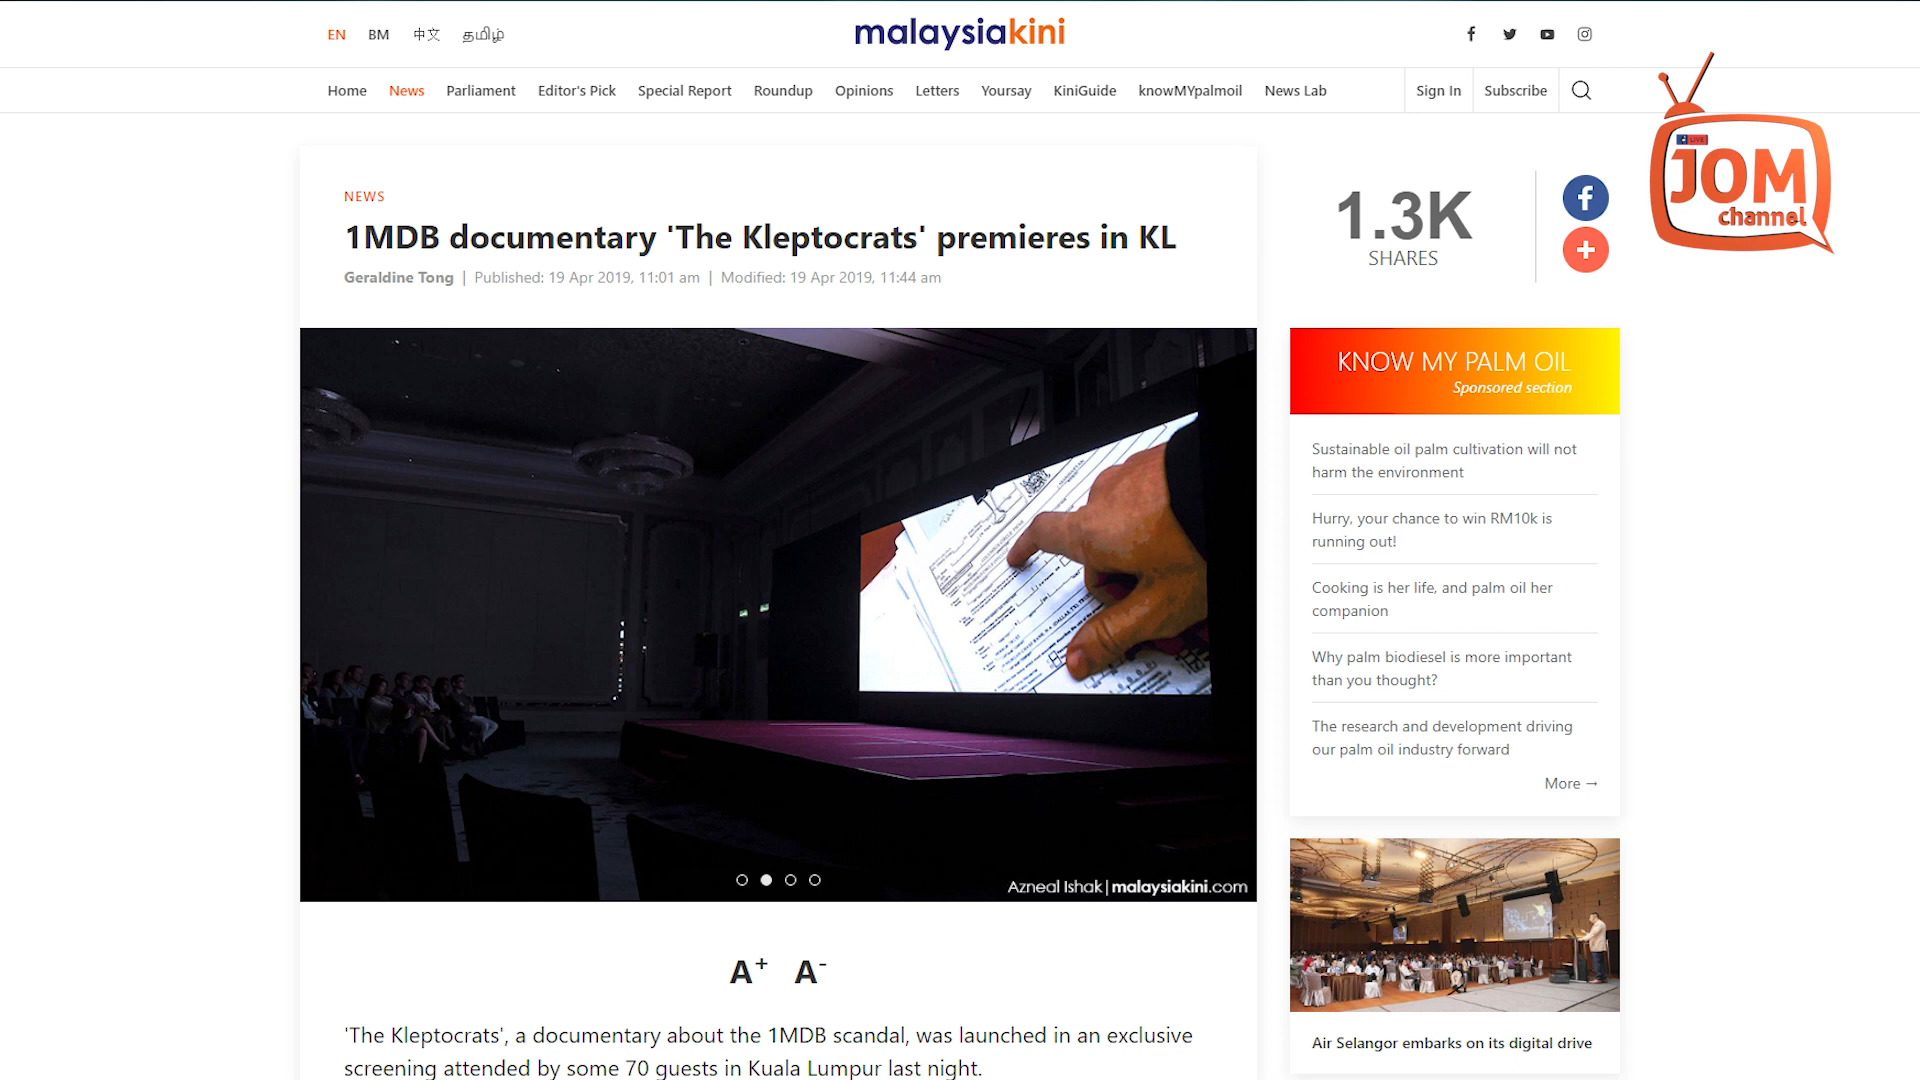 EN BM 中文 தமிழ்
malaysiakini
Home News Parliament Editor's Pick Special Report Roundup Opinions Letters Yoursay KiniGuide knowMYpalmoil News Lab Sign In Subscribe
LIVE
JOM
channel
NEWS
1MDB documentary 'The Kleptocrats' premieres in KL
Geraldine Tong | Published: 19 Apr 2019, 11:01 am | Modified: 19 Apr 2019, 11:44 am
1.3K
SHARES
Azneal Ishak | malaysiakini.com
A+ A-
'The Kleptocrats', a documentary about the 1MDB scandal, was launched in an exclusive
screening attended by some 70 guests in Kuala Lumpur last night.
KNOW MY PALM OIL
Sponsored section
Sustainable oil palm cultivation will not
harm the environment
Hurry, your chance to win RM10k is
running out!
Cooking is her life, and palm oil her
companion
Why palm biodiesel is more important
than you thought?
The research and development driving
our palm oil industry forward
More →
Air Selangor embarks on its digital drive